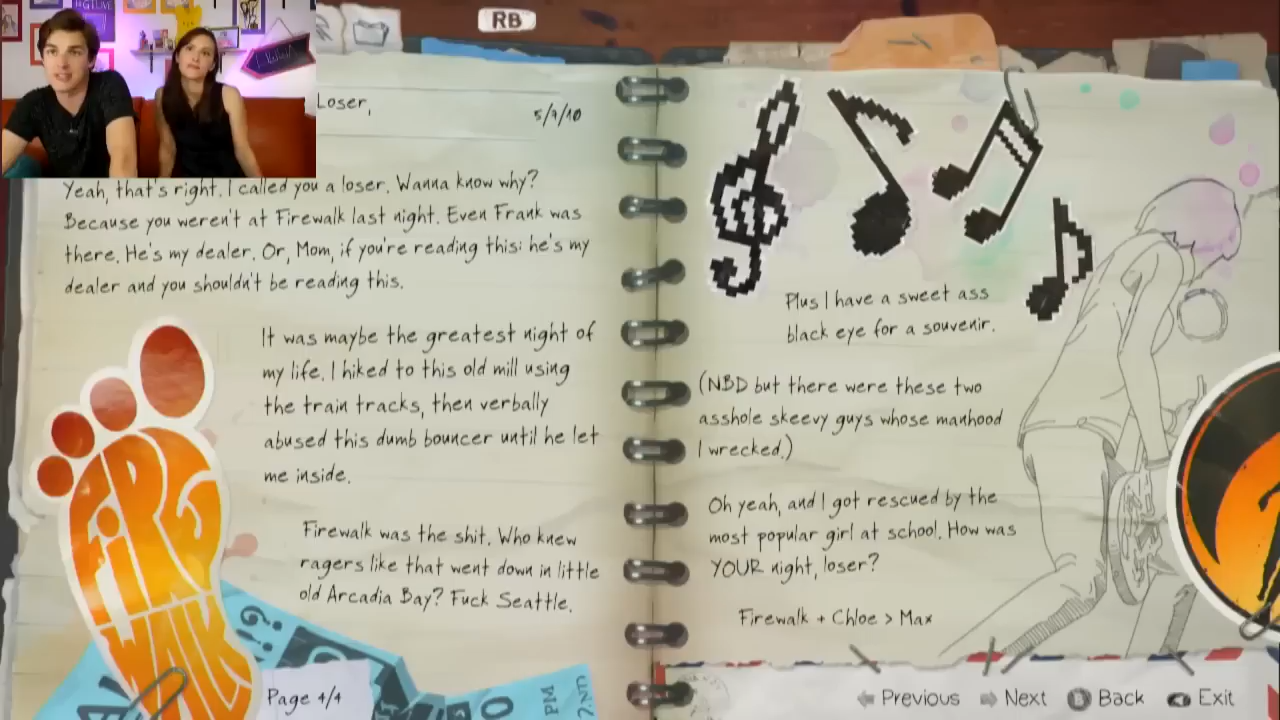 RB
GTLIVE
Loser,
5/7/10
Yeah, that's right. I called you a loser. Wanna know why?
Because you weren't at Firewalk last night. Even Frank was
there. He's my dealer. Or, Mom, if you're reading this: he's my
dealer and you shouldn't be reading this.
It was maybe the greatest night of
my life. I hiked to this old mill using
the train tracks, then verbally
abused this dumb bouncer until he let
me inside.
Firewalk was the shit. Who knew
ragers like that went down in little
old Arcadia Bay? Fuck Seattle.
FIRE
WALK
Page 4/4
PM
Plus I have a sweet ass
black eye for a souvenir.
(NBD but there were these two
asshole skeevy guys whose manhood
I wrecked.)
Oh yeah, and I got rescued by the
most popular girl at school. How was
YOUR night, loser?
Firewalk + Chloe > Max
Previous Next Back Exit